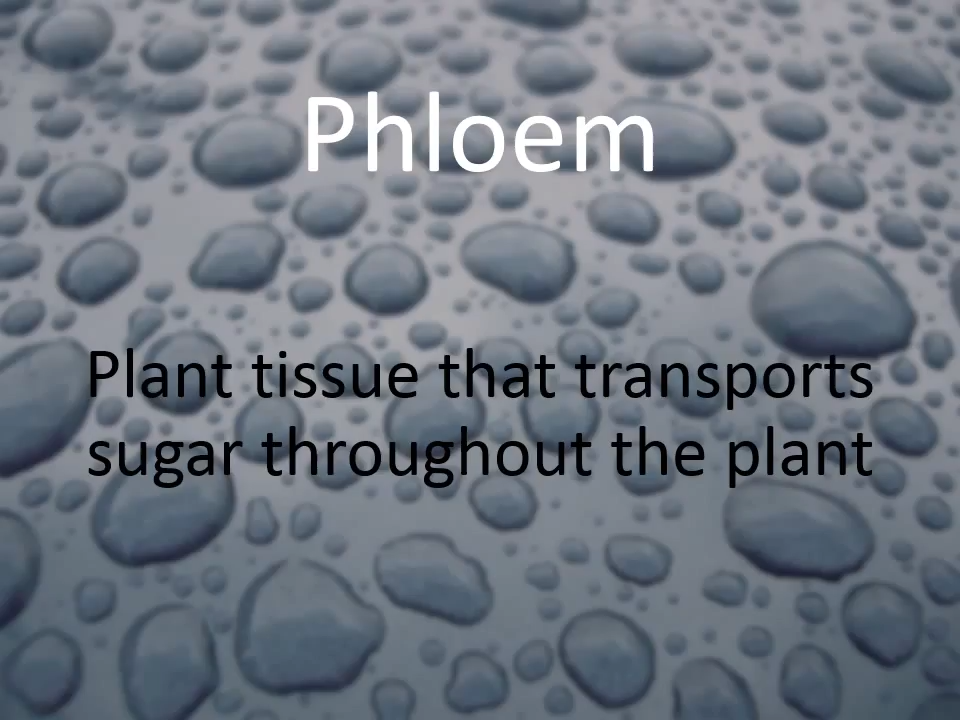 Phloem
Plant tissue that transports
sugar throughout the plant